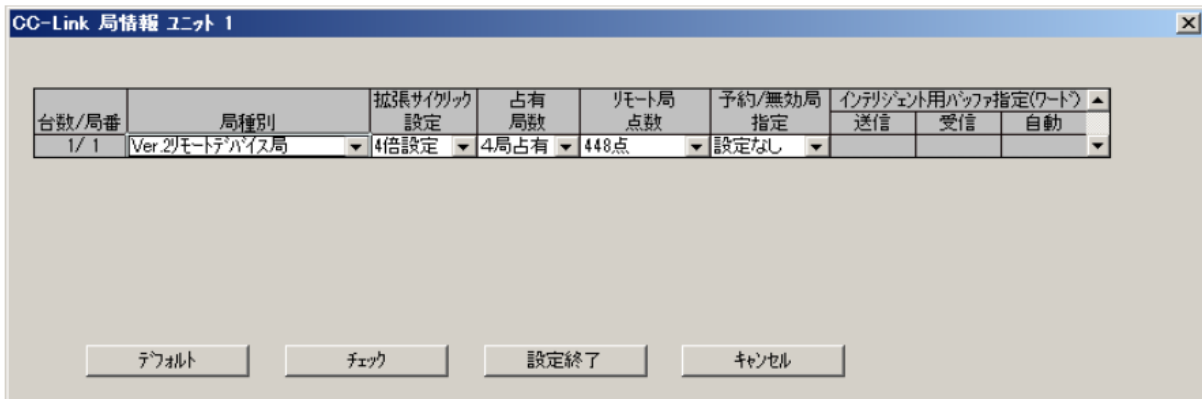 CC-Link 局情報 ユニット 1
拡張サイクリック 占有 リモート局 予約/無効局 インテリジェント用バッファ指定(ワード)
台数/局番 局種別 設定 局数 点数 指定 送信 受信 自動
1/ 1 Ver.2リモートデバイス局 4倍設定 4局占有 448点 設定なし
デフォルト チェック 設定終了 キャンセル